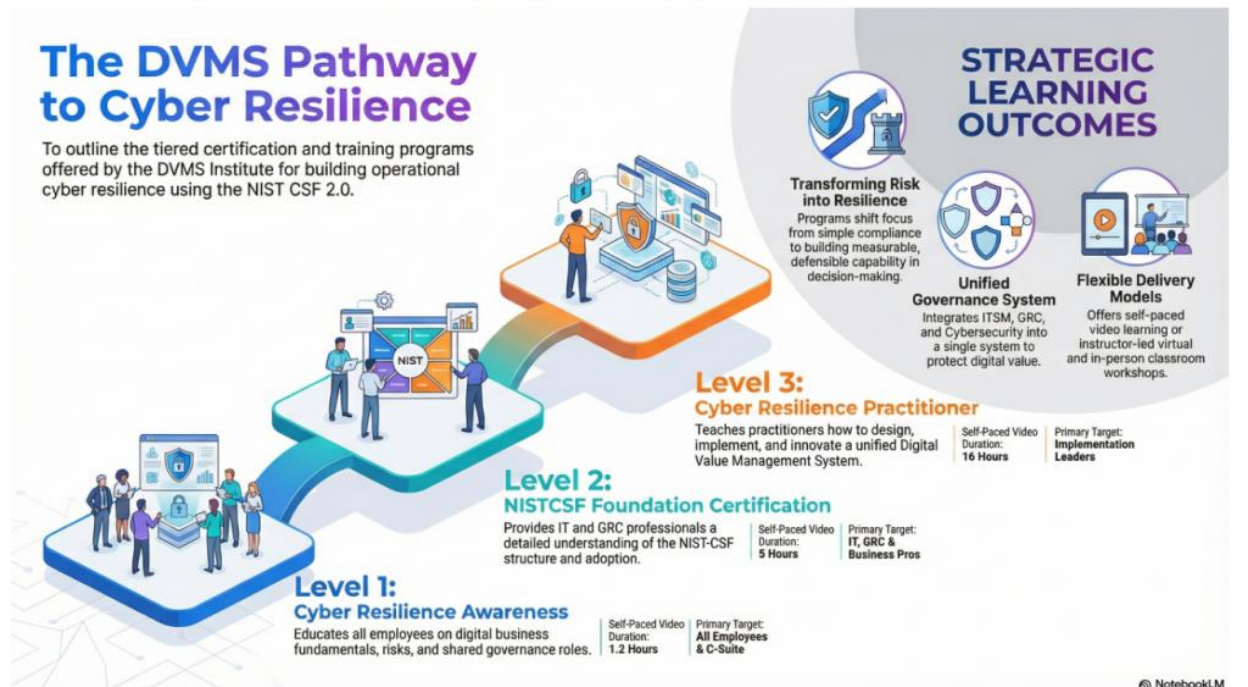 The DVMS Pathway
to Cyber Resilience
To outline the tiered certification and training programs
offered by the DVMS Institute for building operational
cyber resilience using the NIST CSF 2.0.
STRATEGIC
LEARNING
OUTCOMES
Transforming Risk
into Resilience
Programs shift focus
from simple compliance
to building measurable,
defensible capability in
decision-making.
Unified
Governance System
Integrates ITSM, GRC,
and Cybersecurity into
a single system to
protect digital value.
Flexible Delivery
Models
Offers self-paced
video learning or
instructor-led virtual
and in-person classroom
workshops.
NIST
Level 3:
Cyber Resilience Practitioner
Teaches practitioners how to design,
implement, and innovate a unified Digital
Value Management System.
Self-Paced Video
Duration:
16 Hours
Primary Target:
Implementation
Leaders
Level 2:
NISTCSF Foundation Certification
Provides IT and GRC professionals a
detailed understanding of the NIST-CSF
structure and adoption.
Self-Paced Video
Duration:
5 Hours
Primary Target:
IT, GRC &
Business Pros
Level 1:
Cyber Resilience Awareness
Educates all employees on digital business
fundamentals, risks, and shared governance roles.
Self-Paced Video
Duration:
1.2 Hours
Primary Target:
All Employees
& C-Suite
NotebookLM